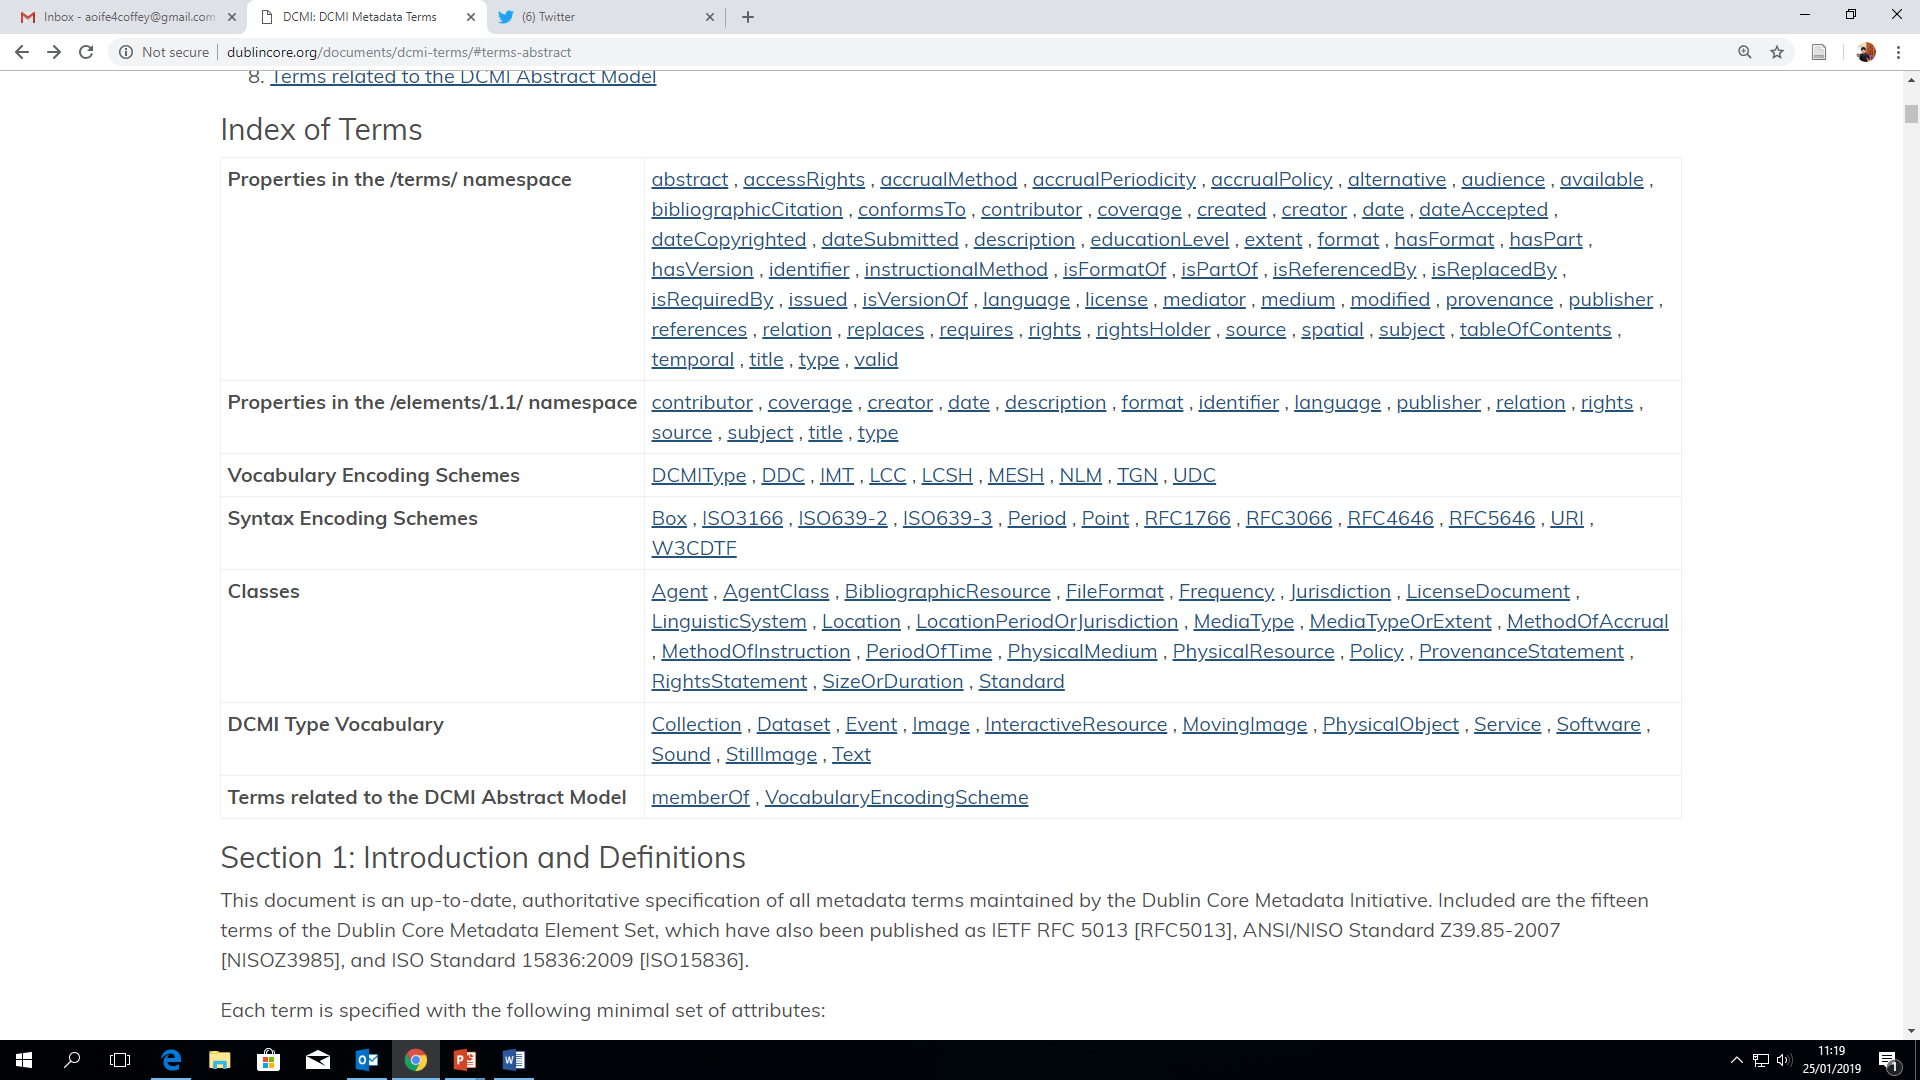 Inbox - aoife4coffey@gmail.com
DCMI: DCMI Metadata Terms
(6) Twitter
Not secure
dublincore.org/documents/dcmi-terms/#terms-abstract
8. Terms related to the DCMI Abstract Model
Index of Terms
Properties in the /terms/ namespace
abstract , accessRights , accrualMethod , accrualPeriodicity , accrualPolicy , alternative , audience , available ,
bibliographicCitation , conformsTo , contributor , coverage , created , creator , date , dateAccepted ,
dateCopyrighted , dateSubmitted , description , educationLevel , extent , format , hasFormat , hasPart ,
hasVersion , identifier , instructionalMethod , isFormatOf , isPartOf , isReferencedBy , isReplacedBy ,
isRequiredBy , issued , isVersionOf , language , license , mediator , medium , modified , provenance , publisher ,
references , relation , replaces , requires , rights , rightsHolder , source , spatial , subject , tableOfContents ,
temporal , title , type , valid
Properties in the /elements/1.1/ namespace
contributor , coverage , creator , date , description , format , identifier , language , publisher , relation , rights ,
source , subject , title , type
Vocabulary Encoding Schemes
DCMIType , DDC , IMT , LCC , LCSH , MESH , NLM , TGN , UDC
Syntax Encoding Schemes
Box , ISO3166 , ISO639-2 , ISO639-3 , Period , Point , RFC1766 , RFC3066 , RFC4646 , RFC5646 , URI ,
W3CDTF
Classes
Agent , AgentClass , BibliographicResource , FileFormat , Frequency , Jurisdiction , LicenseDocument ,
LinguisticSystem , Location , LocationPeriodOrJurisdiction , MediaType , MediaTypeOrExtent , MethodOfAccrual
, MethodOfInstruction , PeriodOfTime , PhysicalMedium , PhysicalResource , Policy , ProvenanceStatement ,
RightsStatement , SizeOrDuration , Standard
DCMI Type Vocabulary
Collection , Dataset , Event , Image , InteractiveResource , MovingImage , PhysicalObject , Service , Software ,
Sound , StillImage , Text
Terms related to the DCMI Abstract Model
memberOf , VocabularyEncodingScheme
Section 1: Introduction and Definitions
This document is an up-to-date, authoritative specification of all metadata terms maintained by the Dublin Core Metadata Initiative. Included are the fifteen
terms of the Dublin Core Metadata Element Set, which have also been published as IETF RFC 5013 [RFC5013], ANSI/NISO Standard Z39.85-2007
[NISOZ3985], and ISO Standard 15836:2009 [ISO15836].
Each term is specified with the following minimal set of attributes:
11:19
25/01/2019
1